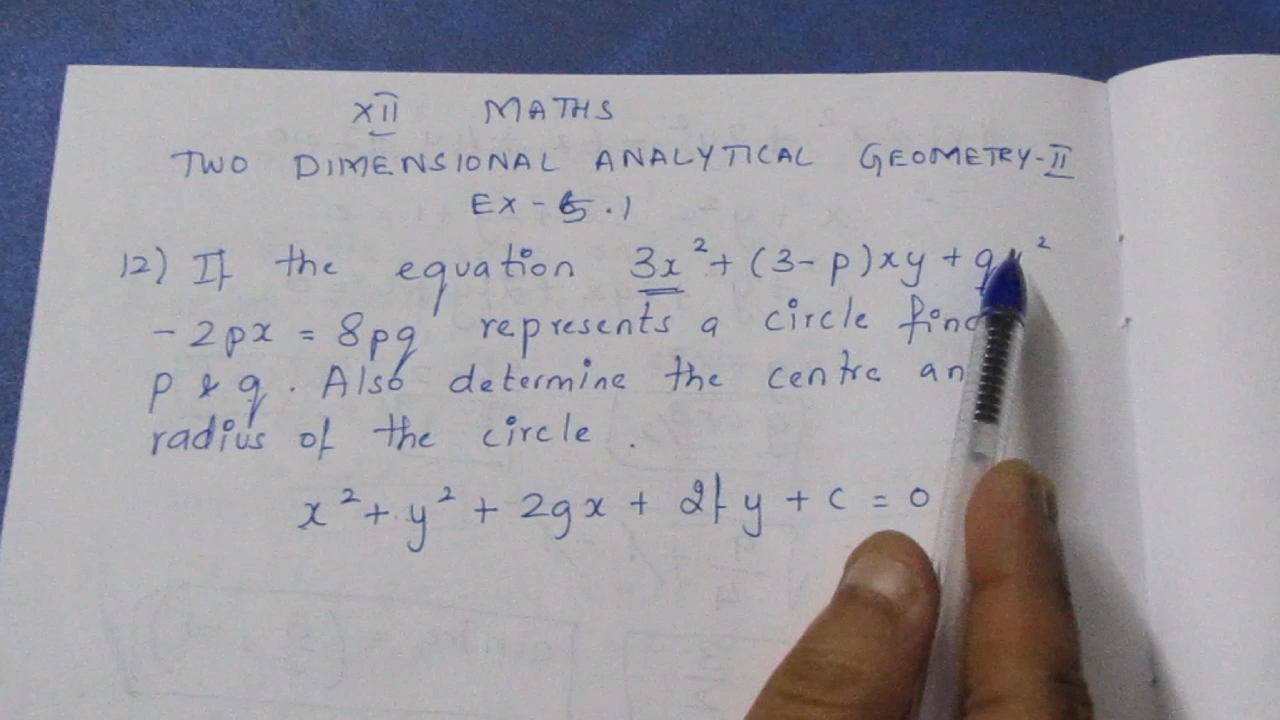 XII MATHS
TWO DIMENSIONAL ANALYTICAL GEOMETRY-II
EX - 5.1
12) If the equation 3x²+(3-p)xy+qy²
-2px = 8pq represents a circle find
p & q. Also determine the centre an
radius of the circle.
x²+y²+2gx+2fy+c=0